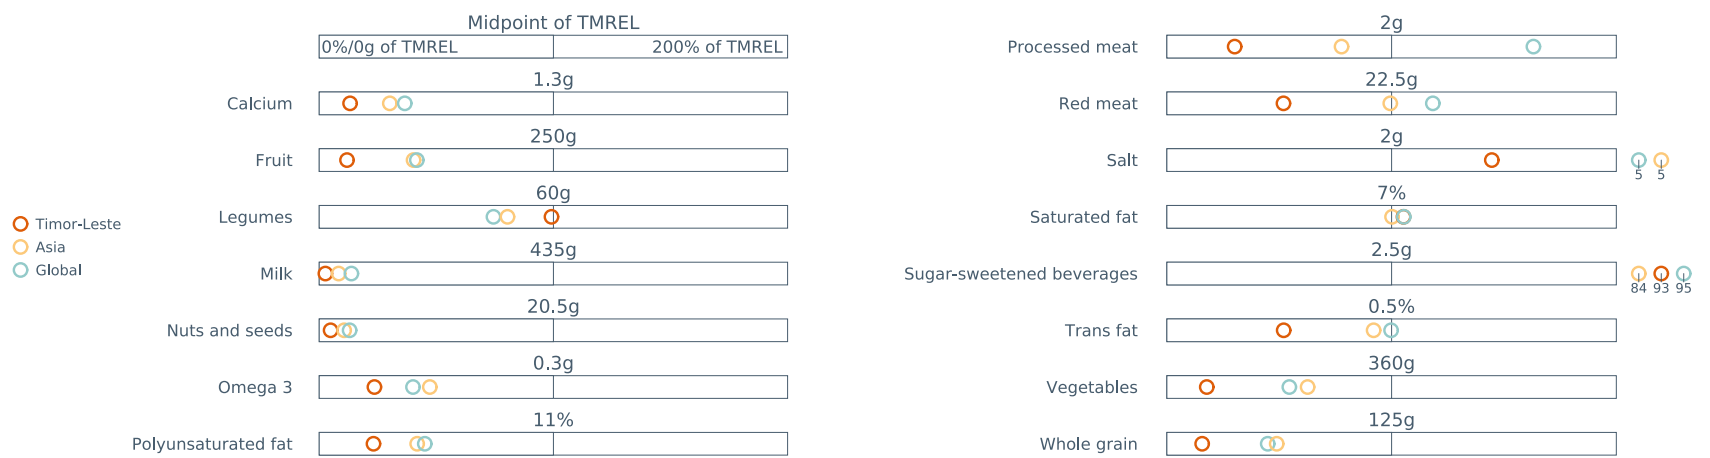 Midpoint of TMREL
0%/0g of TMREL 200% of TMREL
1.3g
Calcium
250g
Fruit
60g
Legumes
435g
Milk
20.5g
Nuts and seeds
0.3g
Omega 3
11%
Polyunsaturated fat
Timor-Leste
Asia
Global
2g
Processed meat
22.5g
Red meat
2g
Salt
5 5
7%
Saturated fat
2.5g
Sugar-sweetened beverages
84 93 95
0.5%
Trans fat
360g
Vegetables
125g
Whole grain